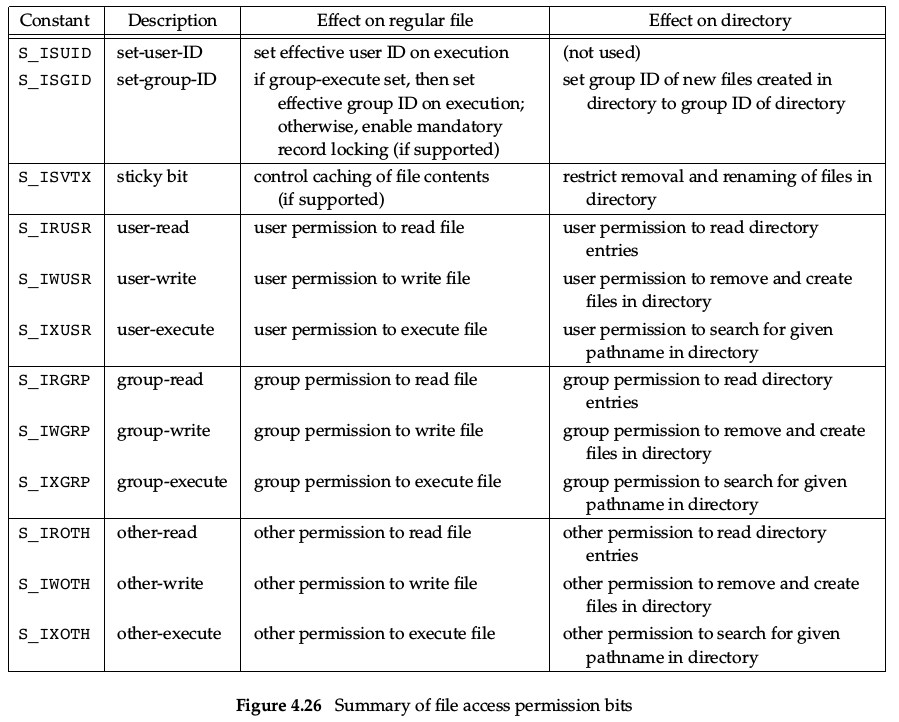 Constant Description Effect on regular file Effect on directory
S_ISUID set-user-ID set effective user ID on execution (not used)
S_ISGID set-group-ID if group-execute set, then set set group ID of new files created in
effective group ID on execution; directory to group ID of directory
otherwise, enable mandatory
record locking (if supported)
S_ISVTX sticky bit control caching of file contents restrict removal and renaming of files in
(if supported) directory
S_IRUSR user-read user permission to read file user permission to read directory
entries
S_IWUSR user-write user permission to write file user permission to remove and create
files in directory
S_IXUSR user-execute user permission to execute file user permission to search for given
pathname in directory
S_IRGRP group-read group permission to read file group permission to read directory
entries
S_IWGRP group-write group permission to write file group permission to remove and create
files in directory
S_IXGRP group-execute group permission to execute file group permission to search for given
pathname in directory
S_IROTH other-read other permission to read file other permission to read directory
entries
S_IWOTH other-write other permission to write file other permission to remove and create
files in directory
S_IXOTH other-execute other permission to execute file other permission to search for given
pathname in directory
Figure 4.26 Summary of file access permission bits